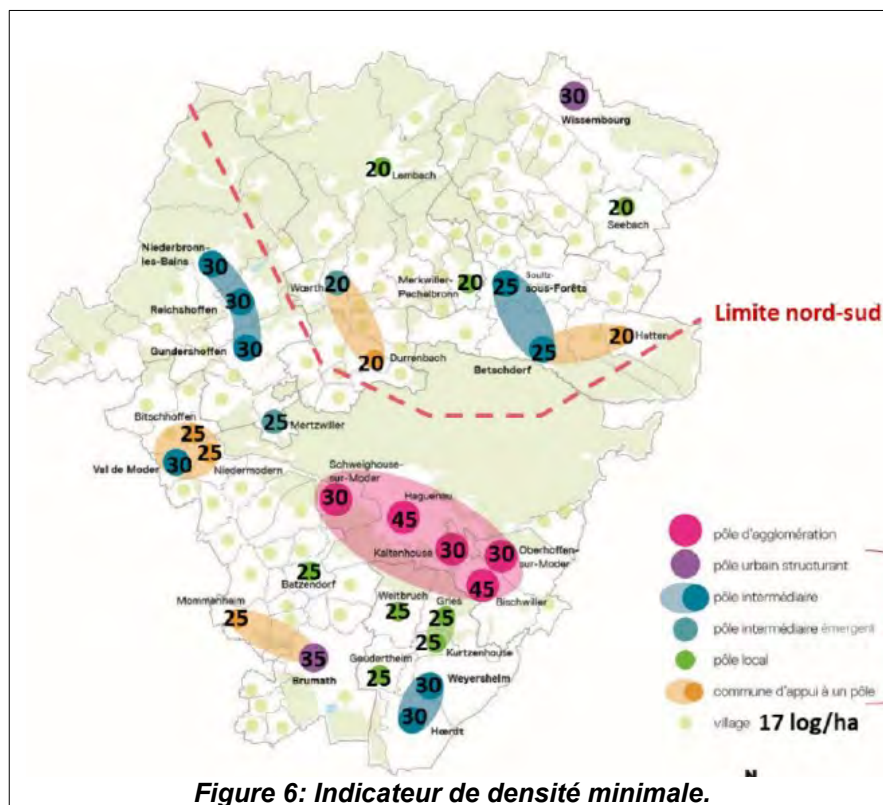 30
Wissembourg
20
Lembach
20
Seebach
Niederbronn-
les-Bains
30
Reichshoffen
30
Gundershoffen
30
Wœrth
20
Merkwiller-
Pechelbronn
20
25
Soultz-
sous-Forêts
Betschdorf
25
20
Hatten
Limite nord-sud
20
Durrenbach
Bitschhoffen
25
25
Val de Moder
30
Niedermodern
25
Mertzwiller
Schweighouse-
sur-Moder
30
Haguenau
45
Kaltenhouse
30
30
Oberhoffen-
sur-Moder
45
Bischwiller
25
Batzendorf
Weitbruch
25
Gries
25
25
Kurtzenhouse
Mommenheim
25
35
Brumath
Geudertheim
25
30
Weyersheim
30
Hœrdt
pôle d'agglomération
pôle urbain structurant
pôle intermédiaire
pôle intermédiaire émergent
pôle local
commune d'appui à un pôle
village 17 log/ha
N
Figure 6: Indicateur de densité minimale.